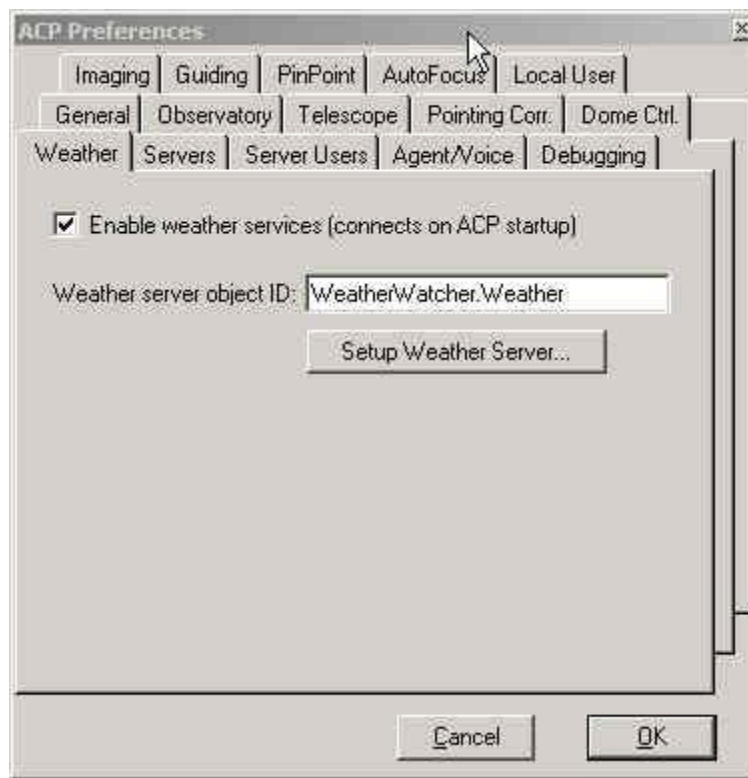 ACP Preferences
Imaging Guiding PinPoint AutoFocus Local User
General Observatory Telescope Pointing Corr. Dome Ctrl.
Weather Servers Server Users Agent/Voice Debugging
Enable weather services (connects on ACP startup)
Weather server object ID: WeatherWatcher.Weather
Setup Weather Server...
Cancel OK